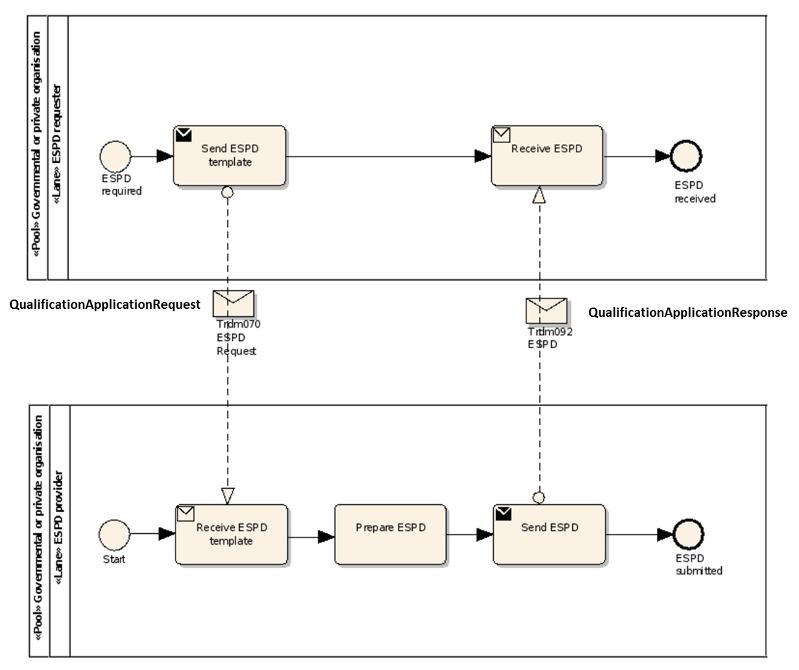 «Pool» Governmental or private organisation
«Lane» ESPD requester
Send ESPD
template
Receive ESPD
ESPD
required
ESPD
received
QualificationApplicationRequest
QualificationApplicationResponse
Trdm070
ESPD
Request
Trdm092
ESPD
«Pool» Governmental or private organisation
«Lane» ESPD provider
Receive ESPD
template
Prepare ESPD
Send ESPD
Start
ESPD
submitted